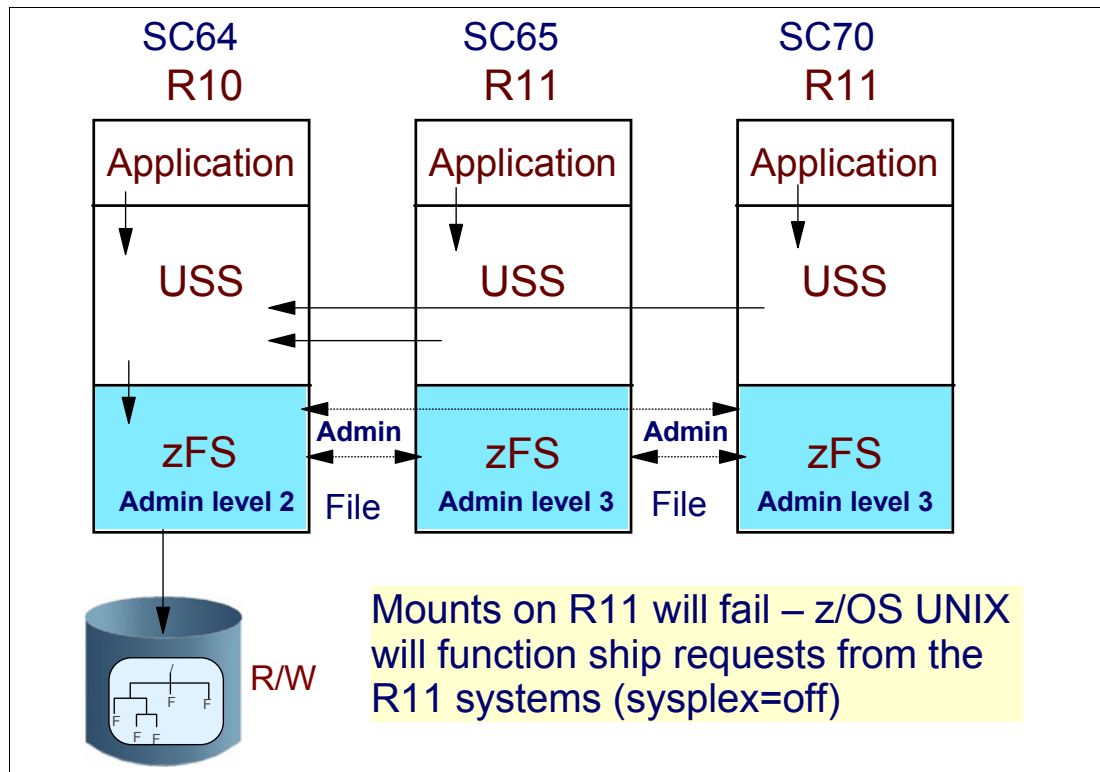 SC64 SC65 SC70
R10 R11 R11
Application Application Application
USS USS USS
Admin Admin
zFS zFS zFS
Admin level 2 File Admin level 3 File Admin level 3
R/W
F F F
F F
Mounts on R11 will fail – z/OS UNIX
will function ship requests from the
R11 systems (sysplex=off)